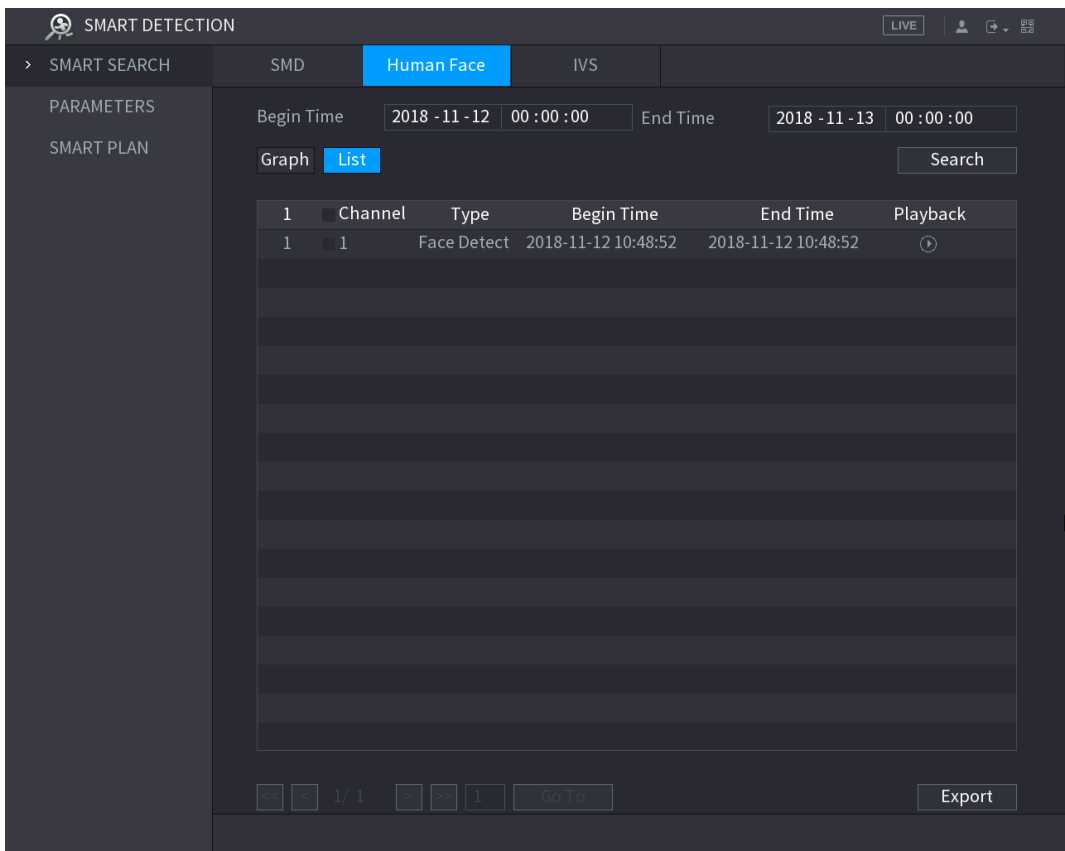 SMART DETECTION LIVE
SMART SEARCH SMD Human Face IVS
PARAMETERS
SMART PLAN
Begin Time 2018 -11 -12 00 : 00 : 00 End Time 2018 -11 -13 00 : 00 : 00
Graph List Search
1 Channel Type Begin Time End Time Playback
1 1 Face Detect 2018-11-12 10:48:52 2018-11-12 10:48:52
<< < 1/ 1 > >> 1 Go To Export